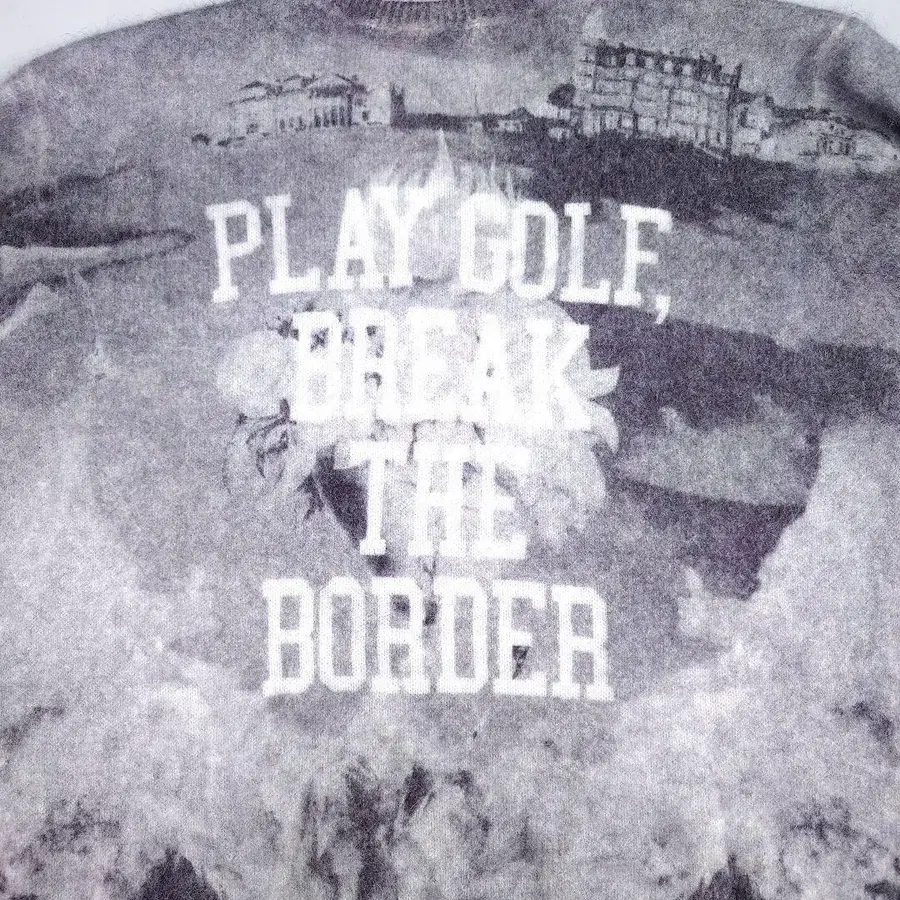 PLAY GOLF,
BREAK
THE
BORDER